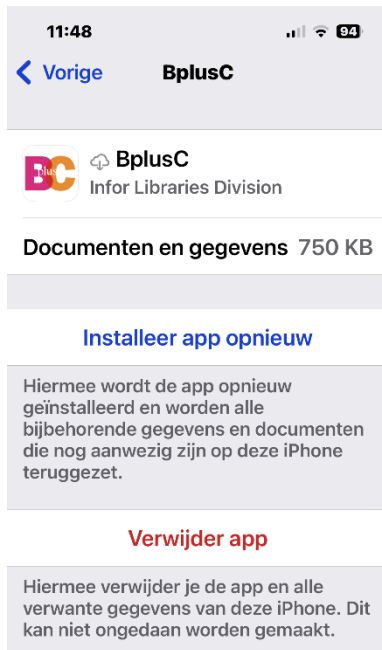 11:48
94
Vorige
BplusC
BplusC
BplusC
Infor Libraries Division
Documenten en gegevens 750 KB
Installeer app opnieuw
Hiermee wordt de app opnieuw
geïnstalleerd en worden alle
bijbehorende gegevens en documenten
die nog aanwezig zijn op deze iPhone
teruggezet.
Verwijder app
Hiermee verwijder je de app en alle
verwante gegevens van deze iPhone. Dit
kan niet ongedaan worden gemaakt.